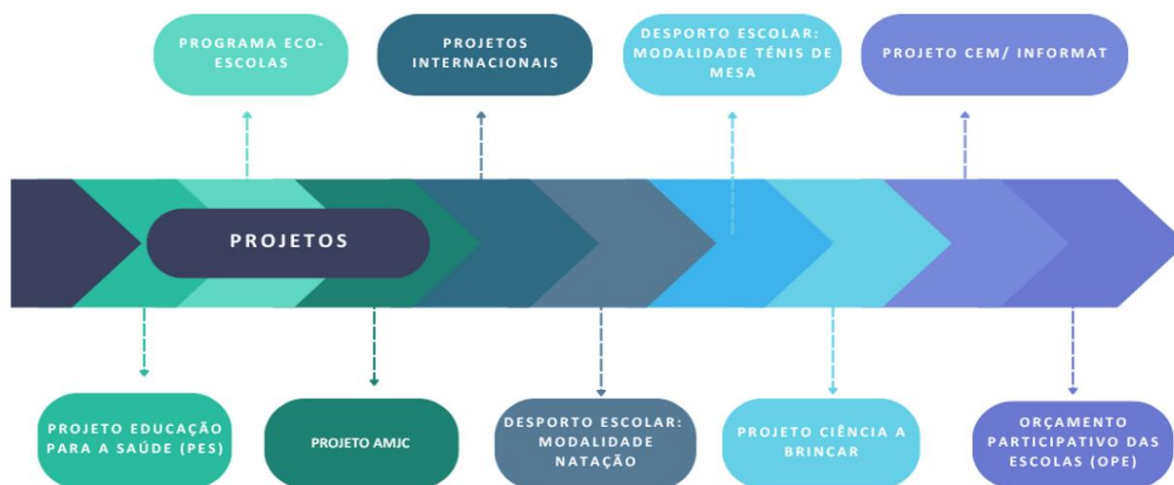 PROGRAMA ECO-
ESCOLAS
PROJETOS
INTERNACIONAIS
DESPORTO ESCOLAR:
MODALIDADE TÉNIS DE
MESA
PROJETO CEM/ INFORMAT
PROJETOS
PROJETO EDUCAÇÃO
PARA A SAÚDE (PES)
PROJETO AMJC
DESPORTO ESCOLAR:
MODALIDADE
NATAÇÃO
PROJETO CIÊNCIA A
BRINCAR
ORÇAMENTO
PARTICIPATIVO DAS
ESCOLAS (OPE)